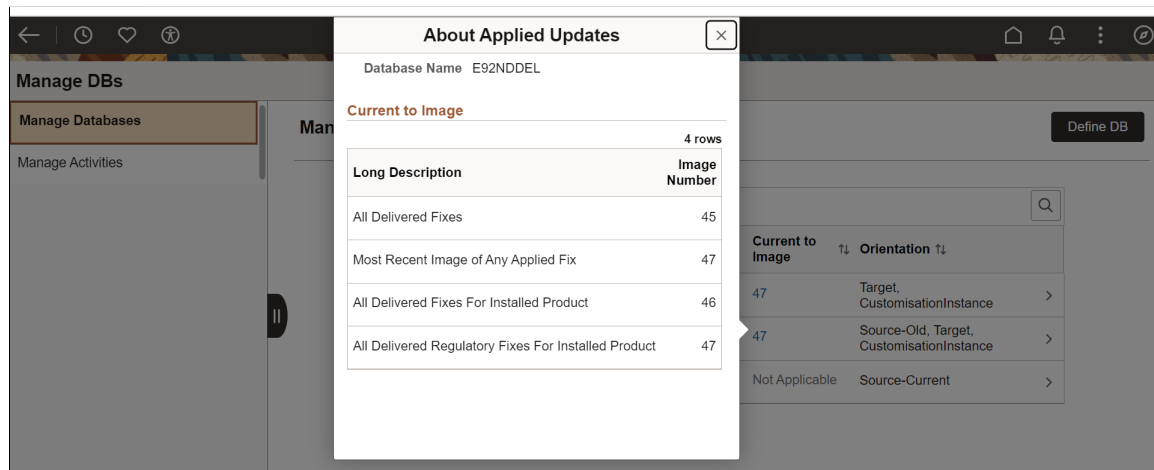 About Applied Updates
Database Name E92NDDEL
Current to Image
4 rows
Long Description Image Number
All Delivered Fixes 45
Most Recent Image of Any Applied Fix 47
All Delivered Fixes For Installed Product 46
All Delivered Regulatory Fixes For Installed Product 47
Manage DBs
Manage Databases
Manage Activities
Man
Define DB
Current to Image Orientation
47 Target, CustomisationInstance
47 Source-Old, Target, CustomisationInstance
Not Applicable Source-Current